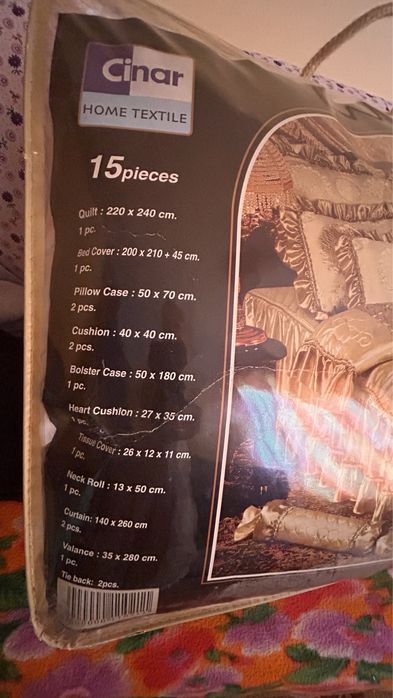 Cinar
HOME TEXTILE
15pieces
Quilt : 220 x 240 cm.
1 pc.
Bed Cover : 200 x 210 + 45 cm.
1 pc.
Pillow Case : 50 x 70 cm.
2 pcs.
Cushion : 40 x 40 cm.
2 pcs.
Bolster Case : 50 x 180 cm.
1 pc.
Heart Cushion : 27 x 35 cm.
1 pc.
Tissue Cover : 26 x 12 x 11 cm.
1 pc.
Neck Roll : 13 x 50 cm.
1 pc.
Curtain: 140 x 260 cm
2 pcs.
Valance : 35 x 280 cm.
1 pc.
Tie back: 2pcs.